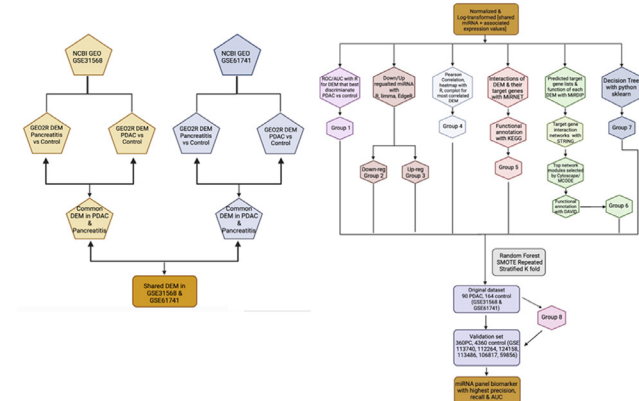 NCBI GEO
GSE31568
NCBI GEO
GSE61741
GEO2R DEM
Pancreatitis
vs Control
GEO2R DEM
PDAC vs
Control
GEO2R DEM
Pancreatitis
vs Control
GEO2R DEM
PDAC vs
Control
Common
DEM in PDAC
&
Pancreatitis
Common
DEM in PDAC
&
Pancreatitis
Shared DEM in
GSE31568 &
GSE61741
Normalized &
Log-transformed [shared
miRNA + associated
expression values]
ROC/AUC with R
for DEM that best
discriminate
PDAC vs control
Group 1
Down/Up
regualted miRNA
with
R, limma, EdgeR
Down-reg
Group 2
Up-reg
Group 3
Pearson
Correlation,
heatmap with
R, corrplot for
most correlated
DEM
Group 4
Interactions of
DEM & their
target genes
with MIRNET
Functional
annotation with
KEGG
Group 5
Predicted target
gene lists &
function of each
DEM with MIRDIP
Target gene
interaction
networks with
STRING
Top network
modules selected
by Cytoscape/
MCODE
Functional
annotation with
DAVID
Group 6
Decision Tree
with python
sklearn
Group 7
Random Forest
SMOTE Repeated
Stratified K fold
Original dataset
90 PDAC, 164 control
(GSE31568 &
GSE61741)
Group 8
Validation set
360PC, 4360 control (GSE
113740, 112264, 124158,
113486, 106817, 59856)
miRNA panel biomarker
with highest precision,
recall & AUC